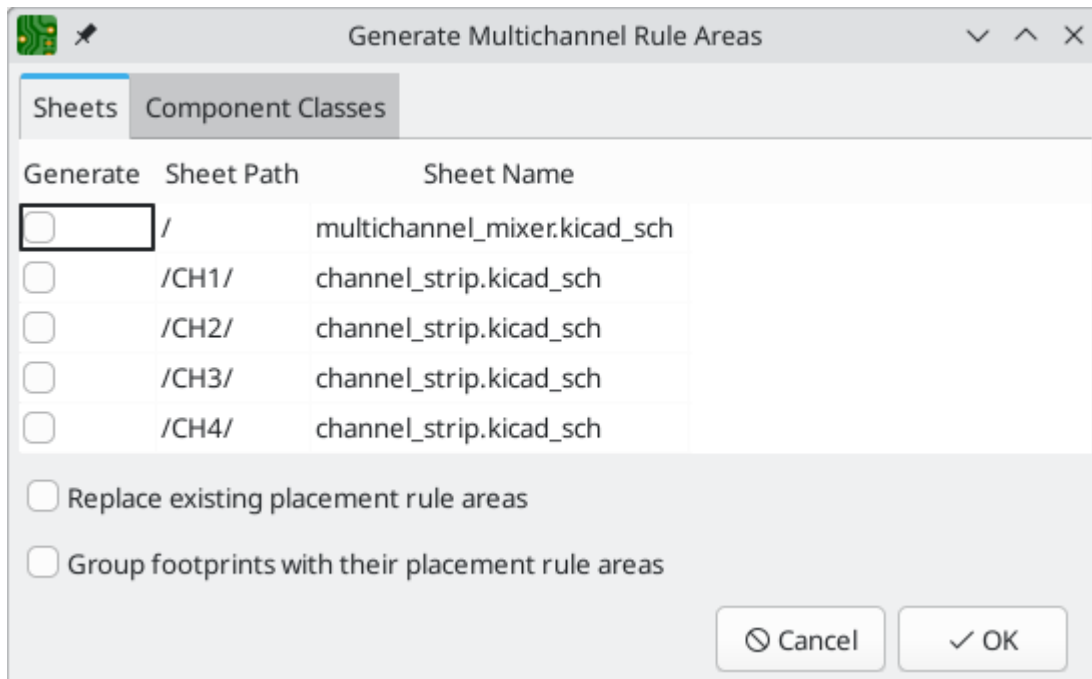 Generate Multichannel Rule Areas
Sheets Component Classes
Generate Sheet Path Sheet Name
/ multichannel_mixer.kicad_sch
/CH1/ channel_strip.kicad_sch
/CH2/ channel_strip.kicad_sch
/CH3/ channel_strip.kicad_sch
/CH4/ channel_strip.kicad_sch
Replace existing placement rule areas
Group footprints with their placement rule areas
Cancel OK